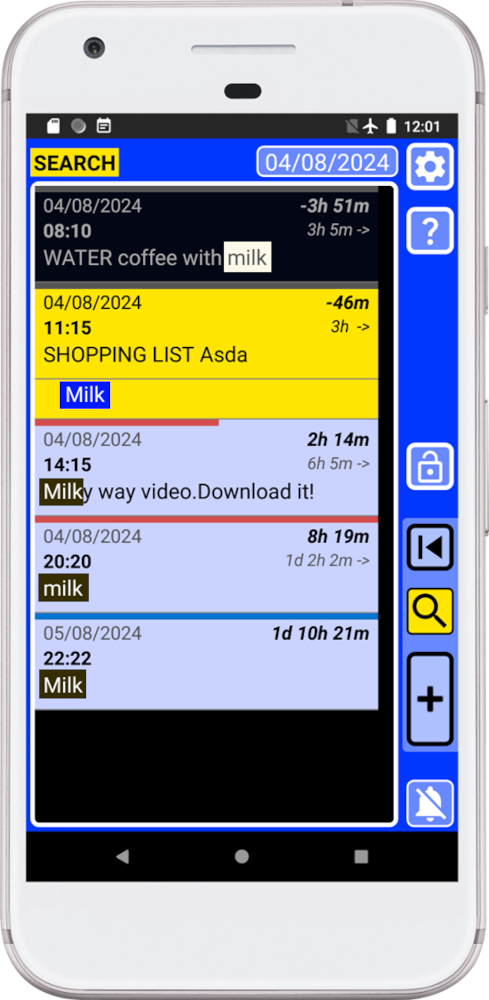 12:01
SEARCH 04/08/2024
04/08/2024 -3h 51m
08:10 3h 5m ->
WATER coffee with milk
?
04/08/2024 -46m
11:15 3h ->
SHOPPING LIST Asda
Milk
04/08/2024 2h 14m
14:15 6h 5m ->
Milky way video.Download it!
04/08/2024 8h 19m
20:20 1d 2h 2m ->
milk
05/08/2024 1d 10h 21m
22:22
Milk
+